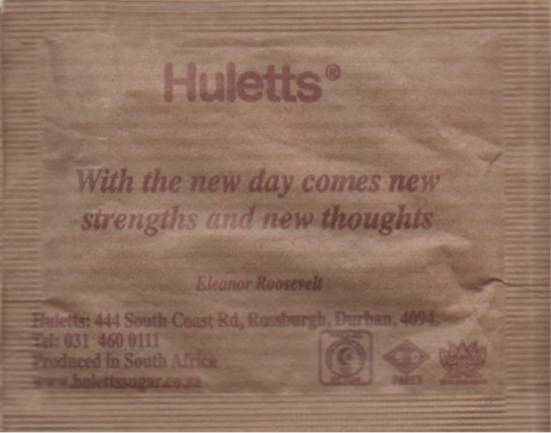 Huletts®
With the new day comes new
strengths and new thoughts
Eleanor Roosevelt
Huletts: 444 South Coast Rd, Rossburgh, Durban, 4094.
Tel: 031 460 0111
Produced in South Africa
www.hulettssugar.co.za
PAREV